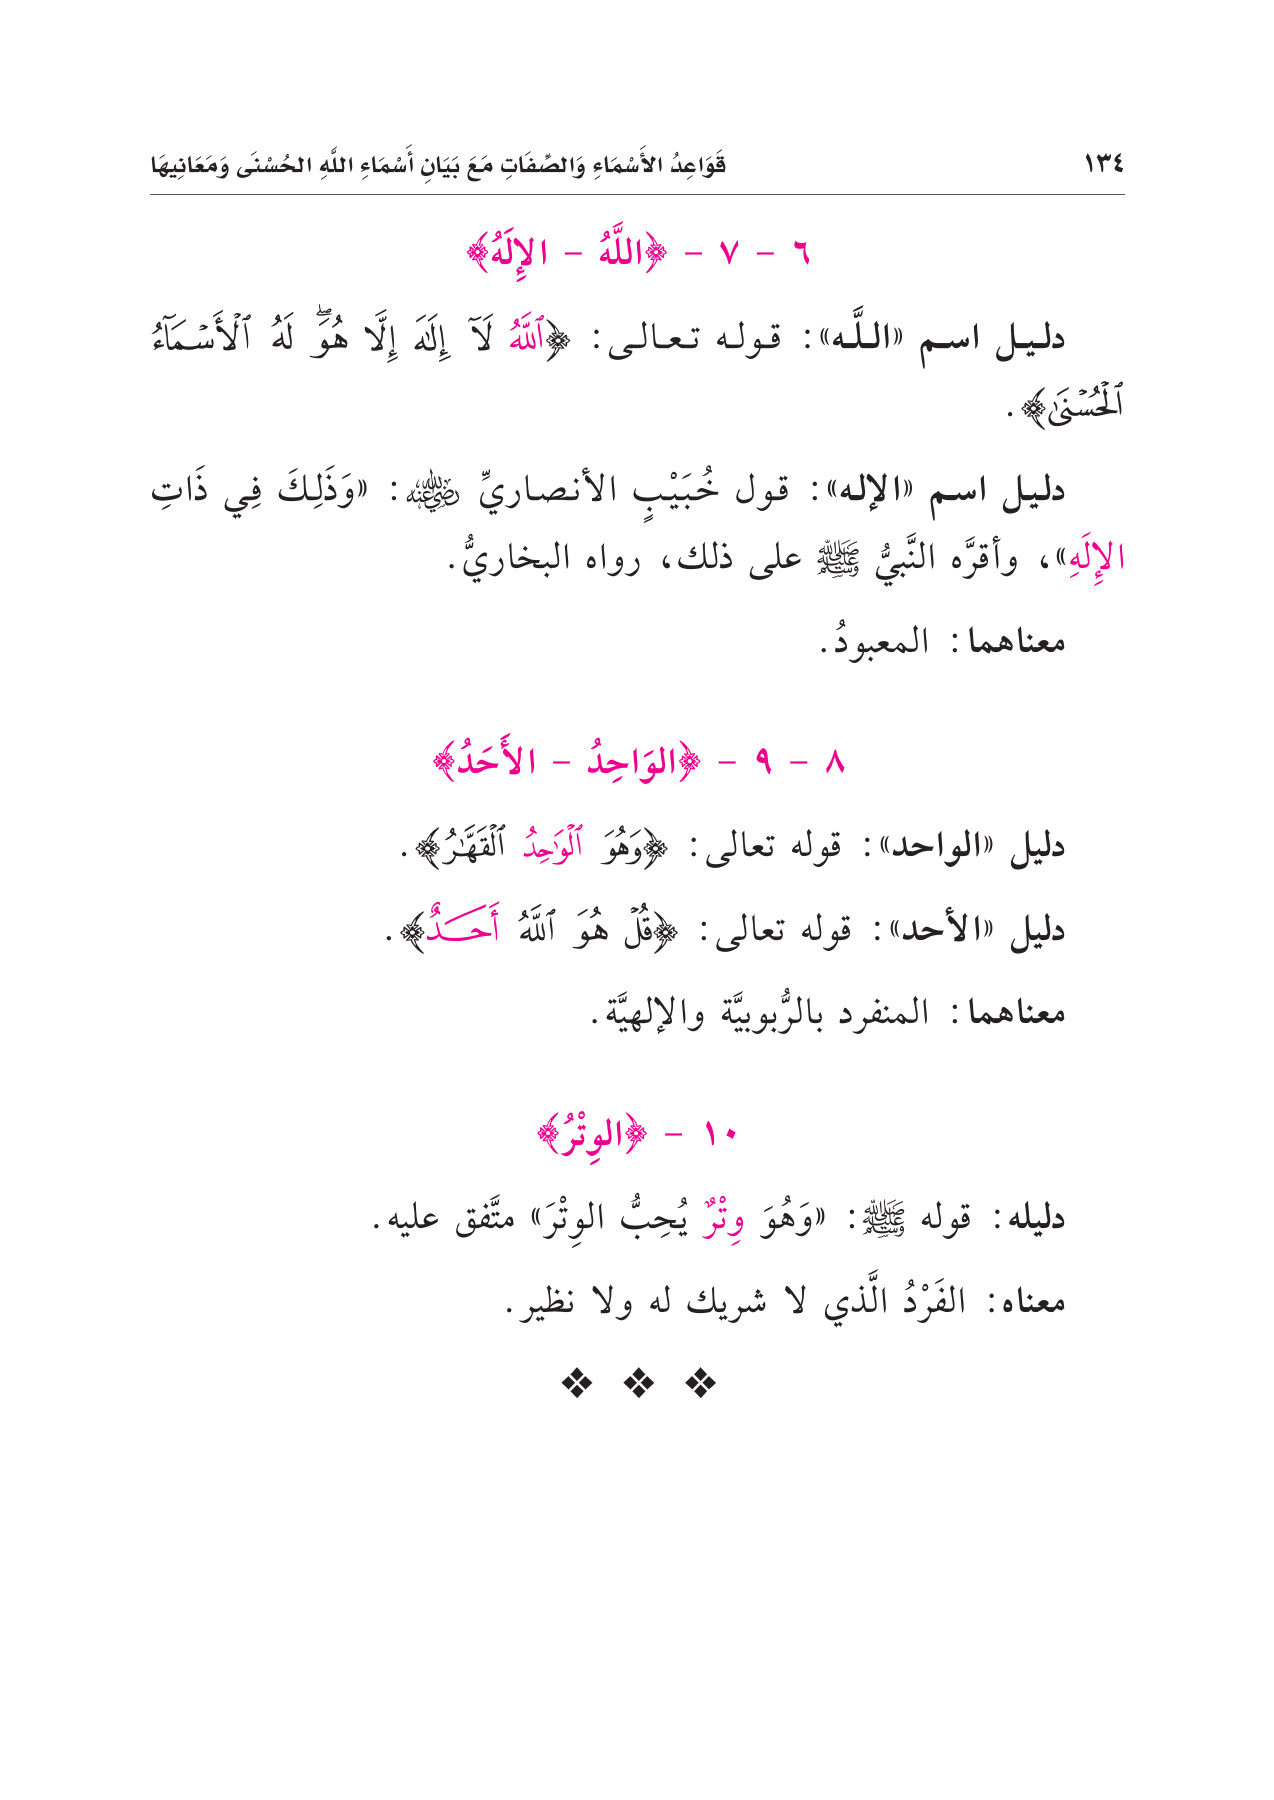 ١٣٤ قَوَاعِدُ الأَسْمَاءِ وَالصِّفَاتِ مَعَ بَيَانِ أَسْمَاءِ اللَّهِ الحُسْنَى وَمَعَانِيهَا
٦ - ٧ - ﴿اللَّهُ - الإِلَهُ﴾
دليل اسم «اللَّه»: قوله تعالى: ﴿ٱللَّهُ لَآ إِلَٰهَ إِلَّا هُوَۖ لَهُ ٱلْأَسْمَآءُ
ٱلْحُسْنَىٰ﴾.
دليل اسم «الإله»: قول خُبَيْبٍ الأنصاريِّ رضي الله عنه: «وَذَلِكَ فِي ذَاتِ
الإِلَهِ»، وأقرَّه النَّبيُّ ﷺ على ذلك، رواه البخاريُّ.
معناهما: المعبودُ.
٨ - ٩ - ﴿الوَاحِدُ - الأَحَدُ﴾
دليل «الواحد»: قوله تعالى: ﴿وَهُوَ ٱلْوَٰحِدُ ٱلْقَهَّٰرُ﴾.
دليل «الأحد»: قوله تعالى: ﴿قُلْ هُوَ ٱللَّهُ أَحَدٌ﴾.
معناهما: المنفرد بالرُّبوبيَّة والإلهيَّة.
١٠ - ﴿الوِتْرُ﴾
دليله: قوله ﷺ: «وَهُوَ وِتْرٌ يُحِبُّ الوِتْرَ» متَّفق عليه.
معناه: الفَرْدُ الَّذي لا شريك له ولا نظير.